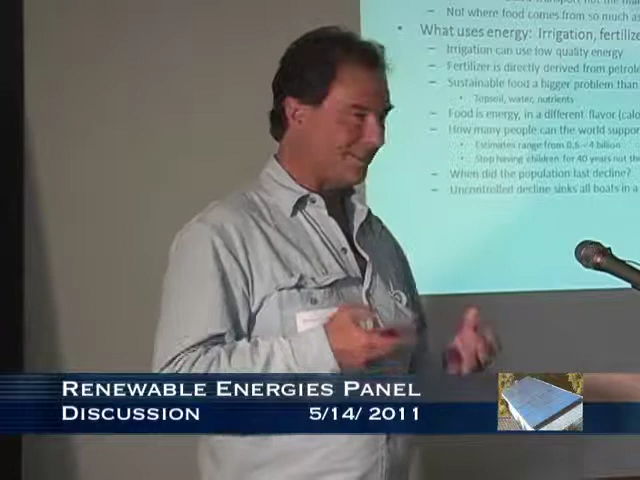 Not where food comes from so much as
• What uses energy: Irrigation, fertilize
– Irrigation can use low quality energy
– Fertilizer is directly derived from petrole
– Sustainable food a bigger problem than
• Topsoil, water, nutrients
– Food is energy, in a different flavor (calo
– How many people can the world suppor
• Estimates range from 0.5 – 4 billion
• Stop having children for 40 years not the
– When did the population last decline?
– Uncontrolled decline sinks all boats in a
RENEWABLE ENERGIES PANEL
DISCUSSION 5/14/ 2011